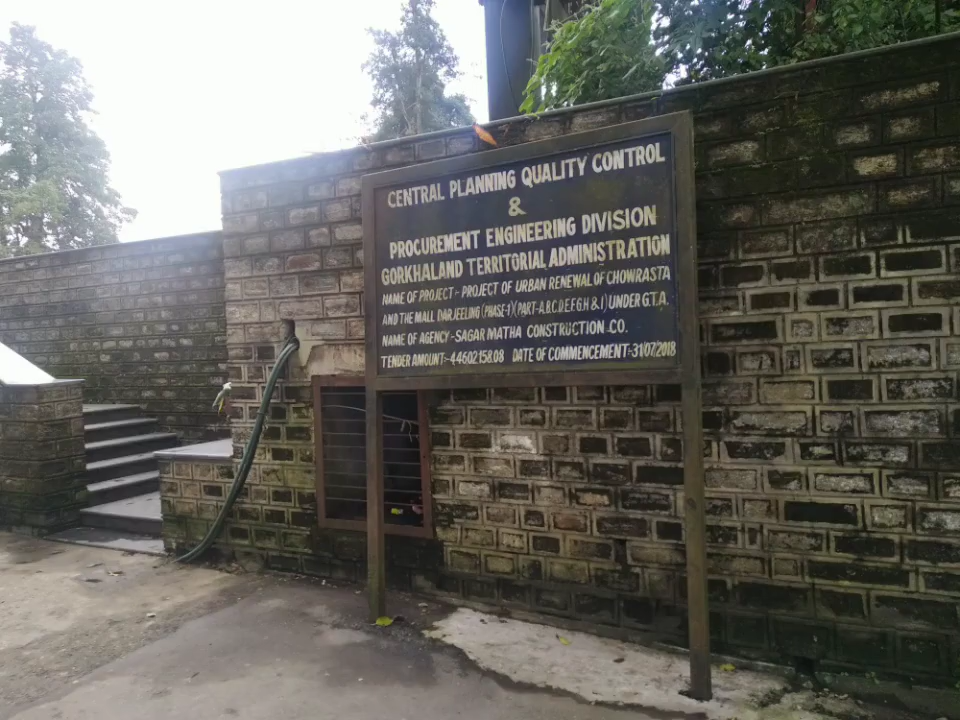 CENTRAL PLANNING QUALITY CONTROL
&
PROCUREMENT ENGINEERING DIVISION
GORKHALAND TERRITORIAL ADMINISTRATION
NAME OF PROJECT- PROJECT OF URBAN RENEWAL OF CHOWRASTA
AND THE MALL DARJEELING (PHASE-1)(PART-A.B.C.D.E.F.G.H & I) UNDER G.T.A.
NAME OF AGENCY - SAGAR MATHA CONSTRUCTION CO.
TENDER AMOUNT:- 44602158.08 DATE OF COMMENCEMENT-31/07/2018